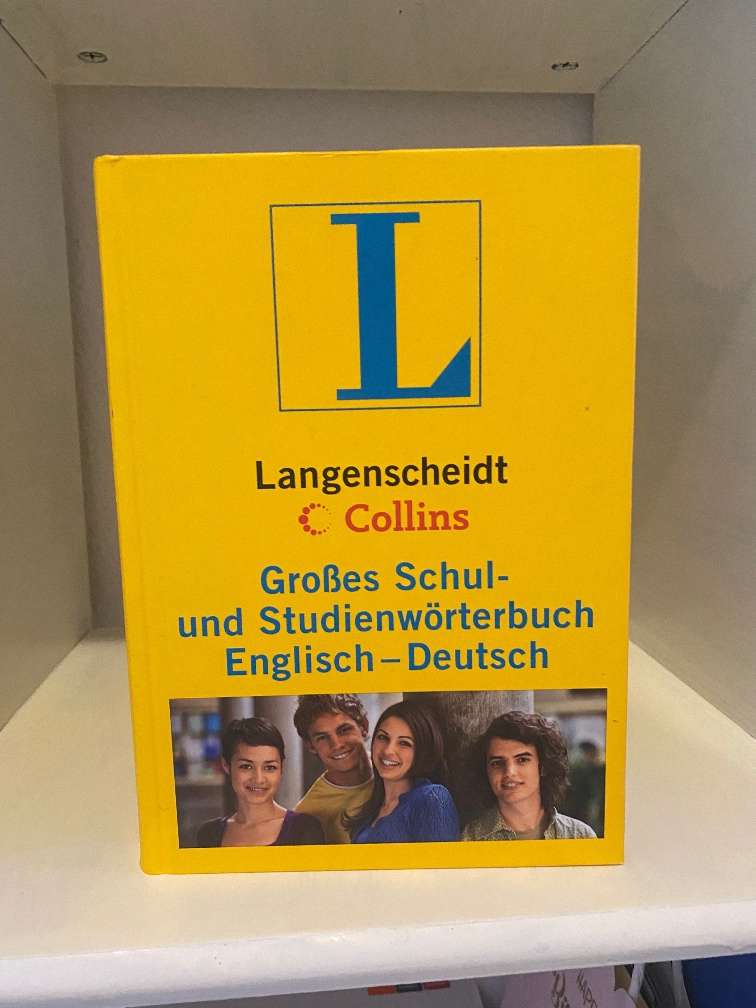 L
Langenscheidt
Collins
Großes Schul-
und Studienwörterbuch
Englisch – Deutsch